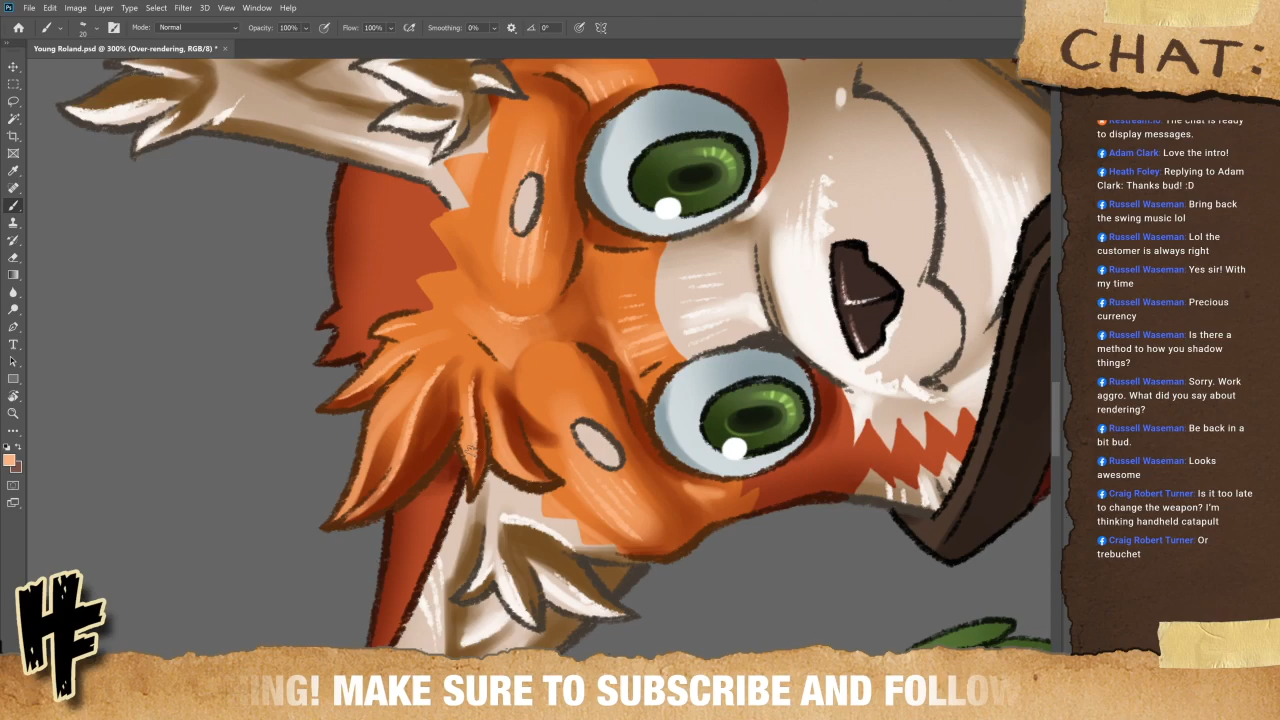 Ps File Edit Image Layer Type Select Filter 3D View Window Help
20 Mode: Normal Opacity: 100% Flow: 100% Smoothing: 0% 0°
Young Roland.psd @ 300% (Over-rendering, RGB/8) * ×
CHAT:
Restream.io: The chat is ready
to display messages.
Adam Clark: Love the intro!
Heath Foley: Replying to Adam
Clark: Thanks bud! :D
Russell Waseman: Bring back
the swing music lol
Russell Waseman: Lol the
customer is always right
Russell Waseman: Yes sir! With
my time
Russell Waseman: Precious
currency
Russell Waseman: Is there a
method to how you shadow
things?
Russell Waseman: Sorry. Work
aggro. What did you say about
rendering?
Russell Waseman: Be back in a
bit bud.
Russell Waseman: Looks
awesome
Craig Robert Turner: Is it too late
to change the weapon? I'm
thinking handheld catapult
Craig Robert Turner: Or
trebuchet
HF
ING! MAKE SURE TO SUBSCRIBE AND FOLLOW